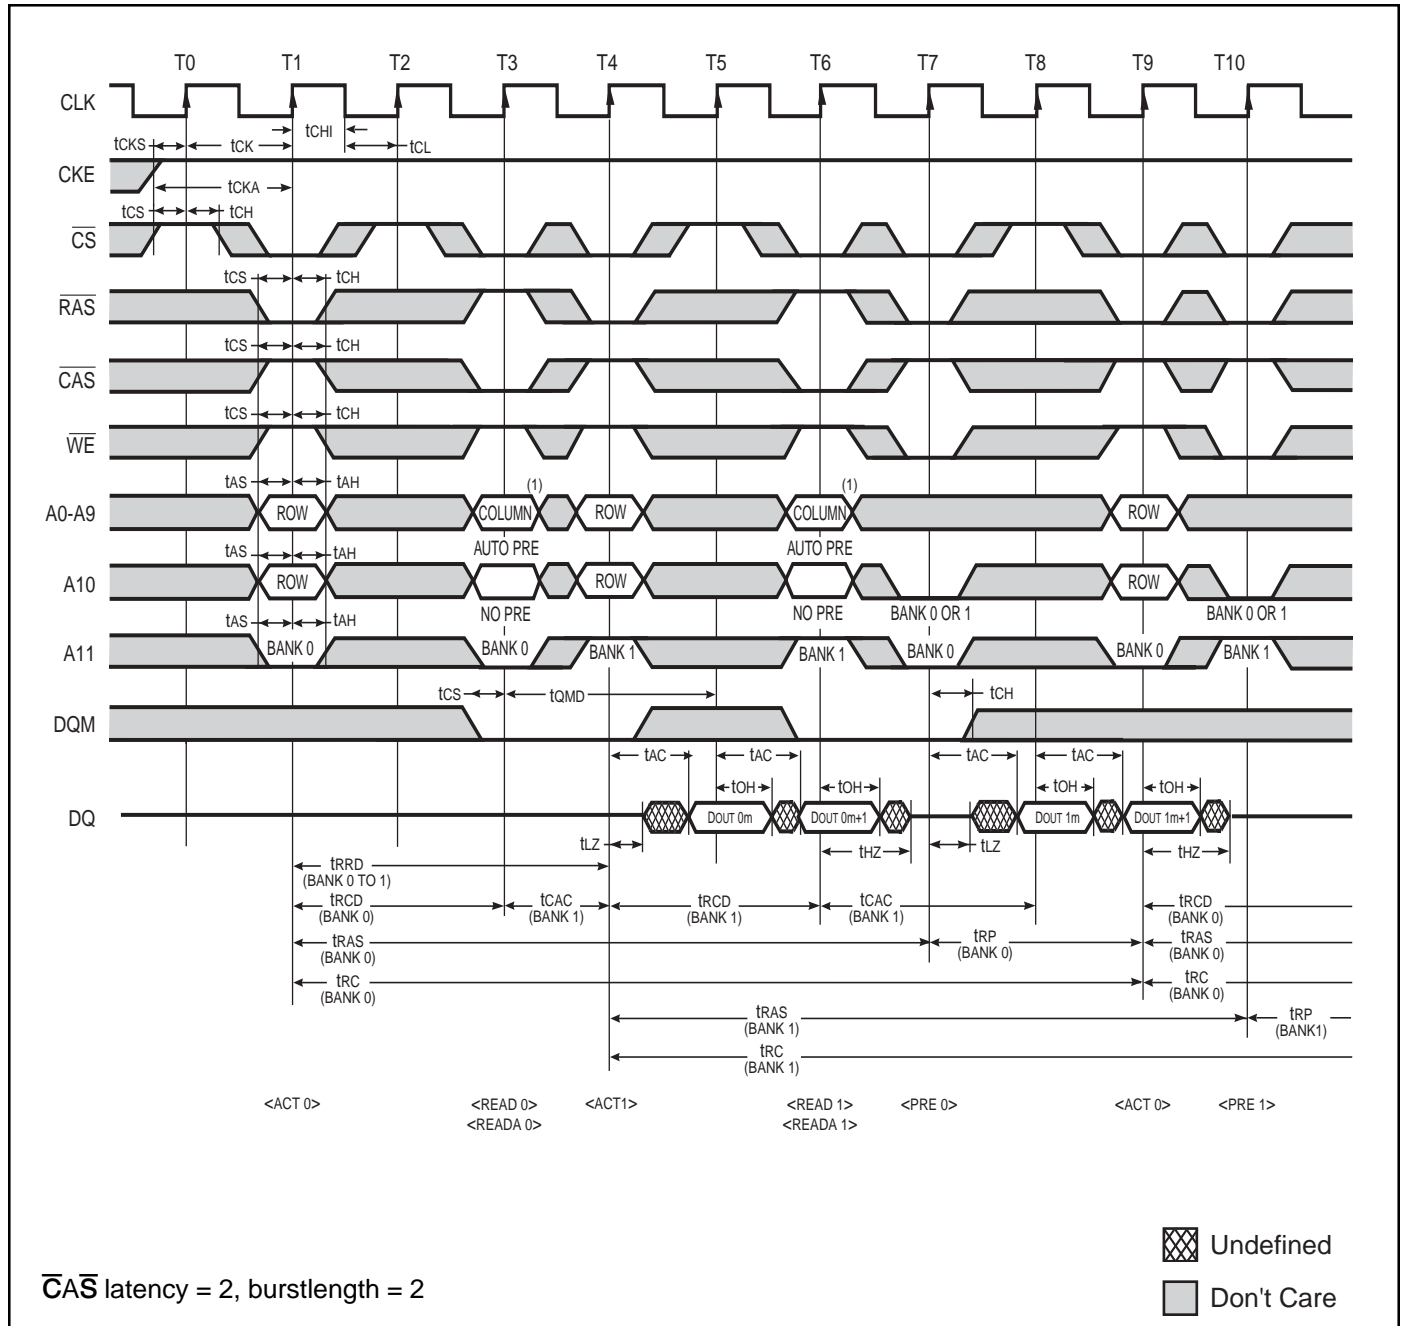 T0 T1 T2 T3 T4 T5 T6 T7 T8 T9 T10
CLK
tCHI
tCKS tCK tCL
CKE
tCKA
tCS tCH
CS
tCS tCH
RAS
tCS tCH
CAS
tCS tCH
WE
tAS tAH (1) (1)
A0-A9 ROW COLUMN ROW COLUMN ROW
tAS tAH AUTO PRE AUTO PRE
A10 ROW ROW ROW
NO PRE NO PRE BANK 0 OR 1 BANK 0 OR 1
tAS tAH
A11 BANK 0 BANK 0 BANK 1 BANK 1 BANK 0 BANK 0 BANK 1
tCS tQMD tCH
DQM
tAC tAC tAC tAC
tOH tOH tOH tOH
DQ DOUT 0m DOUT 0m+1 DOUT 1m DOUT 1m+1
tLZ tHZ tLZ tHZ
tRRD
(BANK 0 TO 1)
tRCD tCAC tRCD tCAC tRCD
(BANK 0) (BANK 1) (BANK 1) (BANK 1) (BANK 0)
tRAS tRP tRAS
(BANK 0) (BANK 0) (BANK 0)
tRC tRC
(BANK 0) (BANK 0)
tRAS tRP
(BANK 1) (BANK1)
tRC
(BANK 1)
<ACT 0> <READ 0> <ACT1> <READ 1> <PRE 0> <ACT 0> <PRE 1>
<READA 0> <READA 1>
Undefined
CAS latency = 2, burstlength = 2
Don't Care